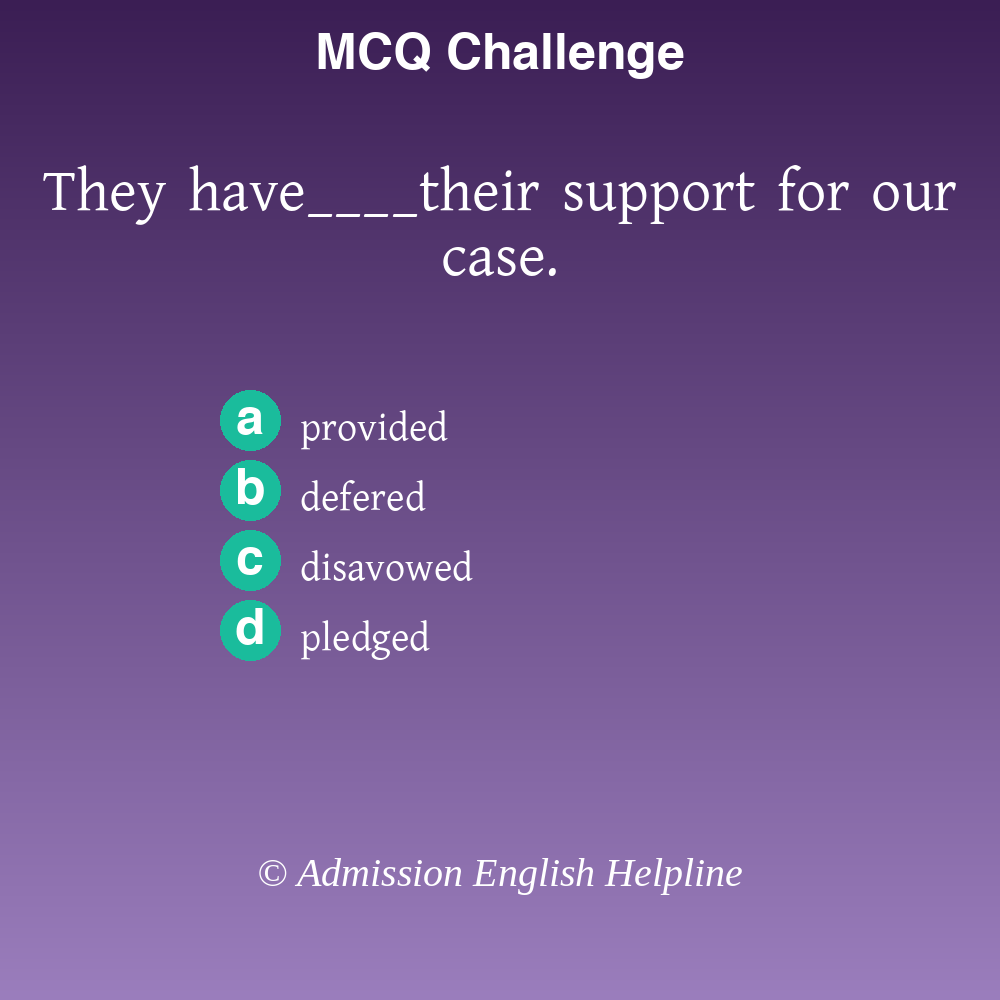 MCQ Challenge
They have____their support for our
case.
a provided
b defered
c disavowed
d pledged
© Admission English Helpline